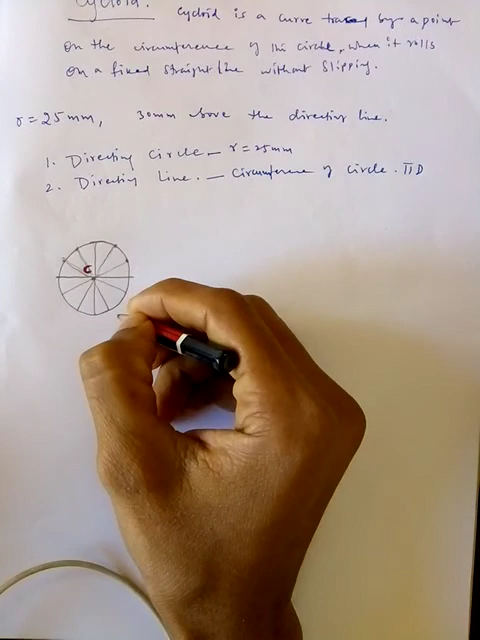 Cycloid. Cycloid is a curve traced by a point
on the circumference of the circle, when it rolls
on a fixed straight line without slipping.
r = 25 mm, 30mm above the directing line.
1. Directing Circle - r = 25mm
2. Directing Line. - Circumference of circle. ΠD
C